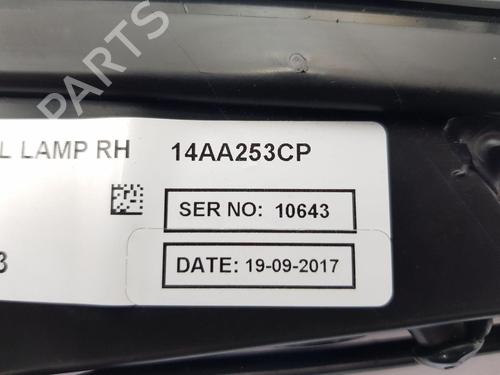 PARTS
L LAMP RH 14AA253CP
SER NO: 10643
3
DATE: 19-09-2017